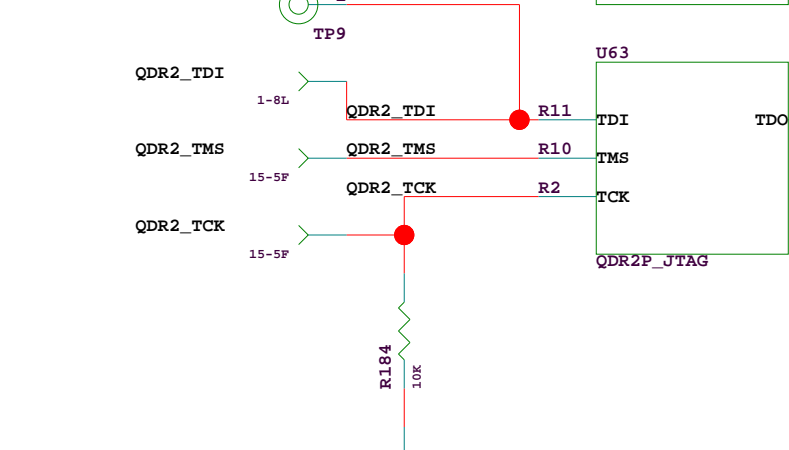 TP9
U63
QDR2_TDI
1-8L
QDR2_TDI
R11
TDI
TDO
QDR2_TMS
QDR2_TMS
R10
TMS
15-5F
QDR2_TCK
R2
TCK
QDR2_TCK
15-5F
QDR2P_JTAG
R184
10K